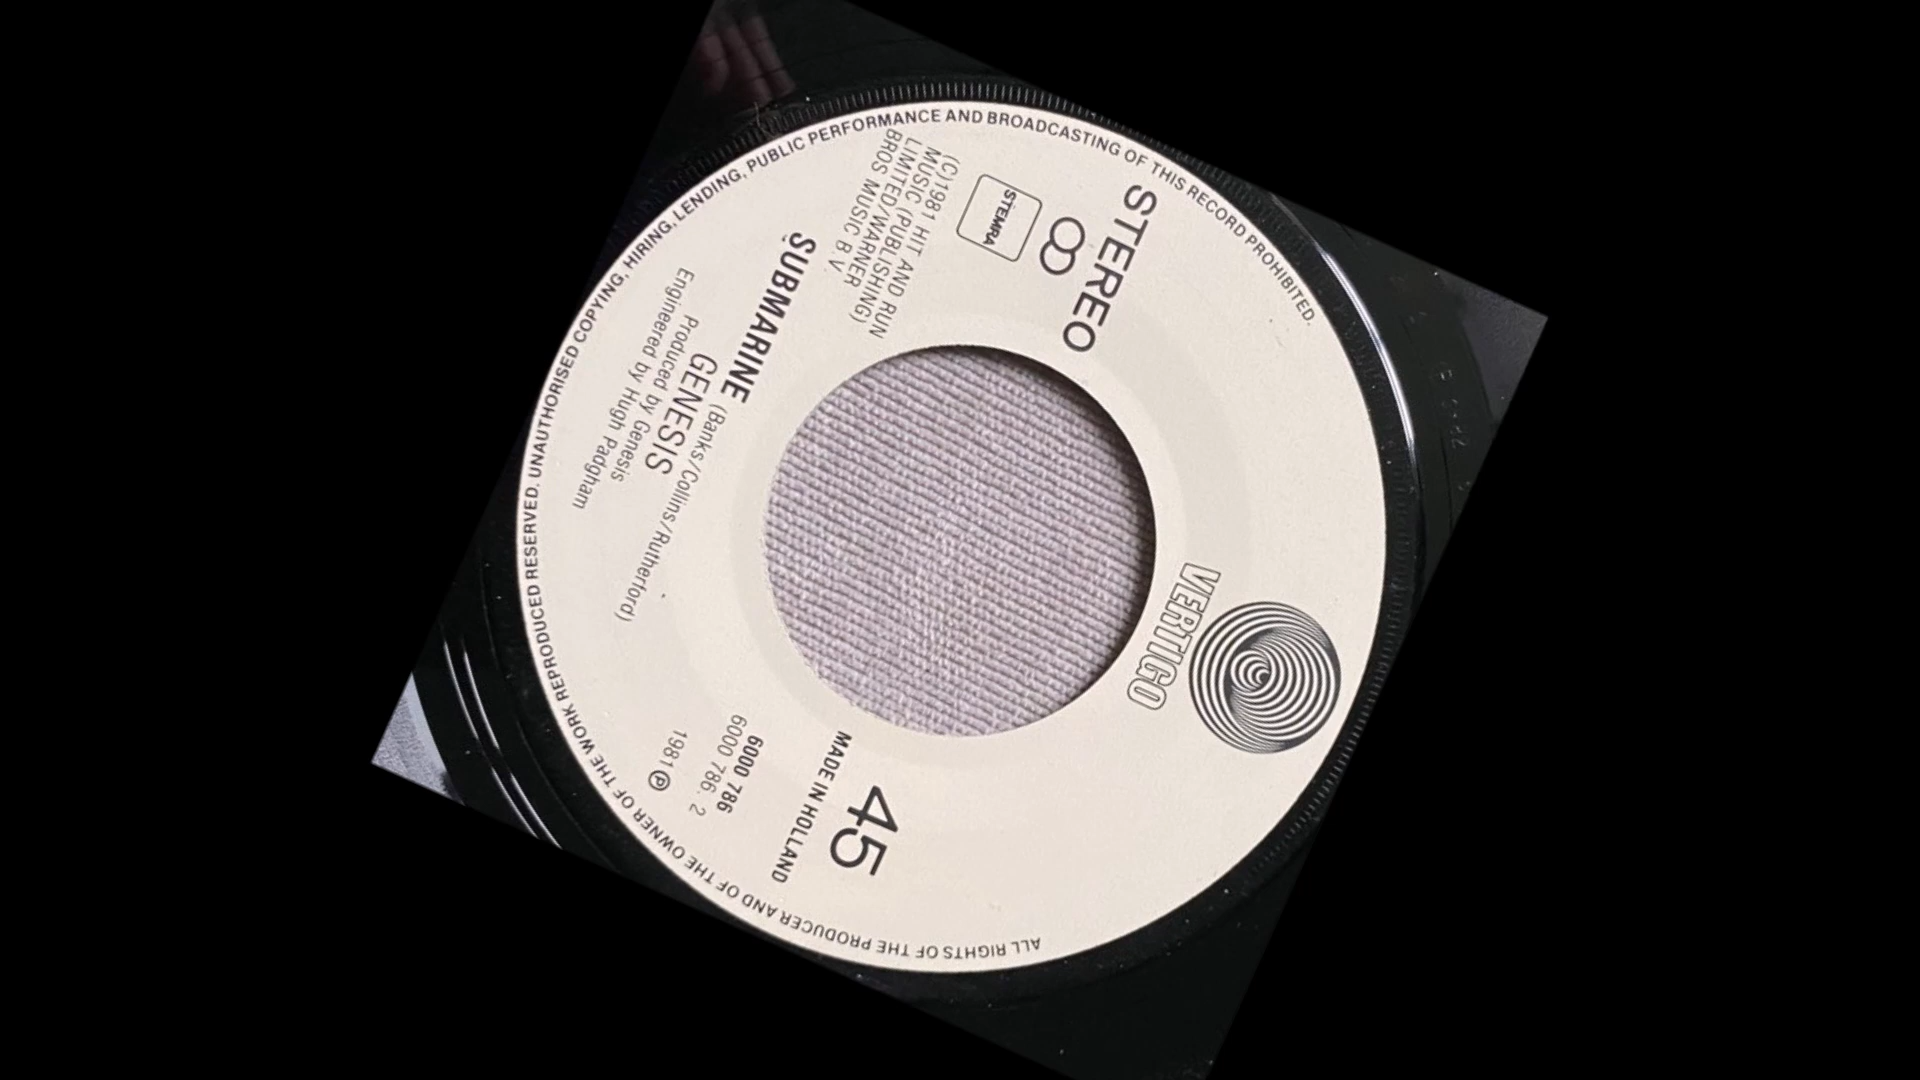 VERTIGO
STEREO
∞
STEMRA
45
MADE IN HOLLAND
(C)1981 HIT AND RUN
MUSIC (PUBLISHING)
LIMITED/WARNER
BROS MUSIC B.V.
6000 786
6000 786. 2
1981 ℗
SUBMARINE (Banks/Collins/Rutherford)
GENESIS
Produced by Genesis
Engineered by Hugh Padgham
ALL RIGHTS OF THE PRODUCER AND OF THE OWNER OF THE WORK REPRODUCED RESERVED. UNAUTHORISED COPYING, HIRING, LENDING, PUBLIC PERFORMANCE AND BROADCASTING OF THIS RECORD PROHIBITED.